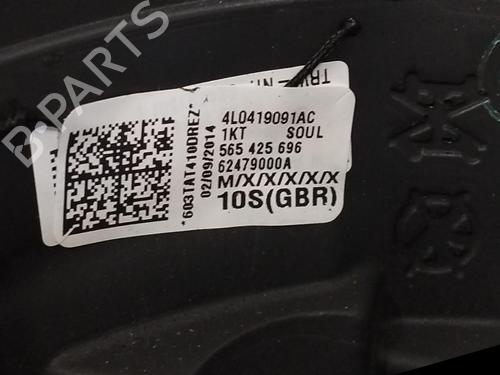 B-PARTS
*603TAT410DREZ*
02/09/2014
4L0419091AC
1KT SOUL
565 425 696
62479000A
M/X/X/X/X/X
10S(GBR)